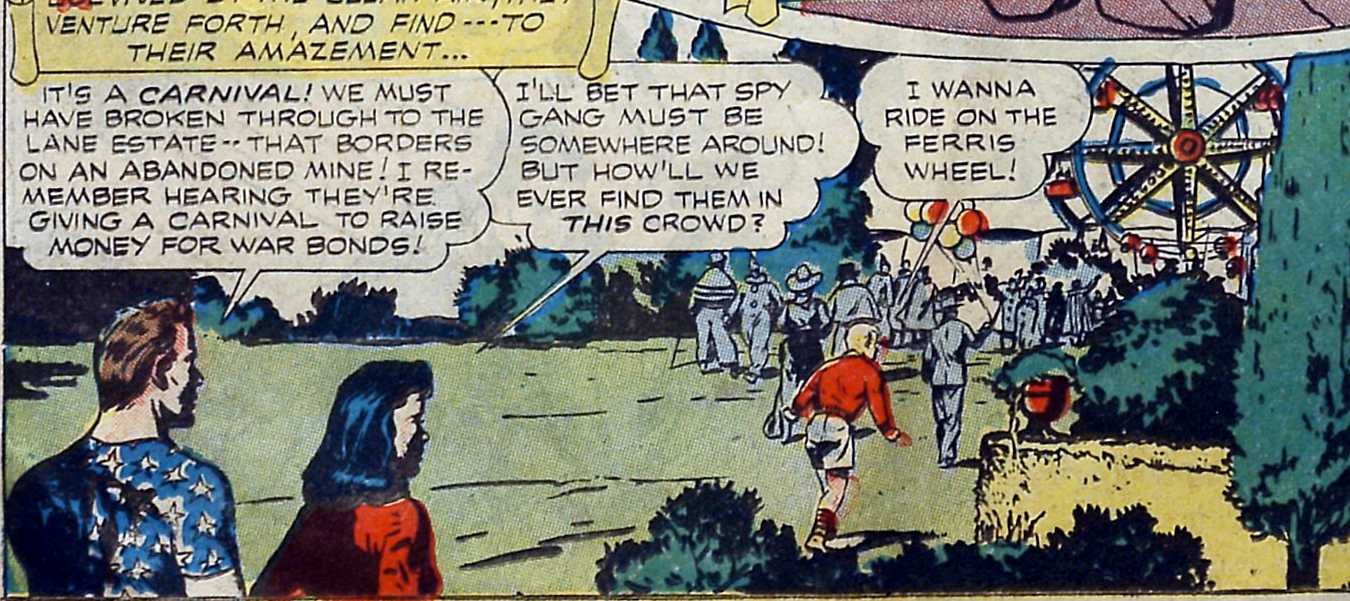 VENTURE FORTH, AND FIND---TO
THEIR AMAZEMENT...
IT'S A CARNIVAL! WE MUST
HAVE BROKEN THROUGH TO THE
LANE ESTATE--THAT BORDERS
ON AN ABANDONED MINE! I RE-
MEMBER HEARING THEY'RE
GIVING A CARNIVAL TO RAISE
MONEY FOR WAR BONDS!
I'LL BET THAT SPY
GANG MUST BE
SOMEWHERE AROUND!
BUT HOW'LL WE
EVER FIND THEM IN
THIS CROWD?
I WANNA
RIDE ON THE
FERRIS
WHEEL!